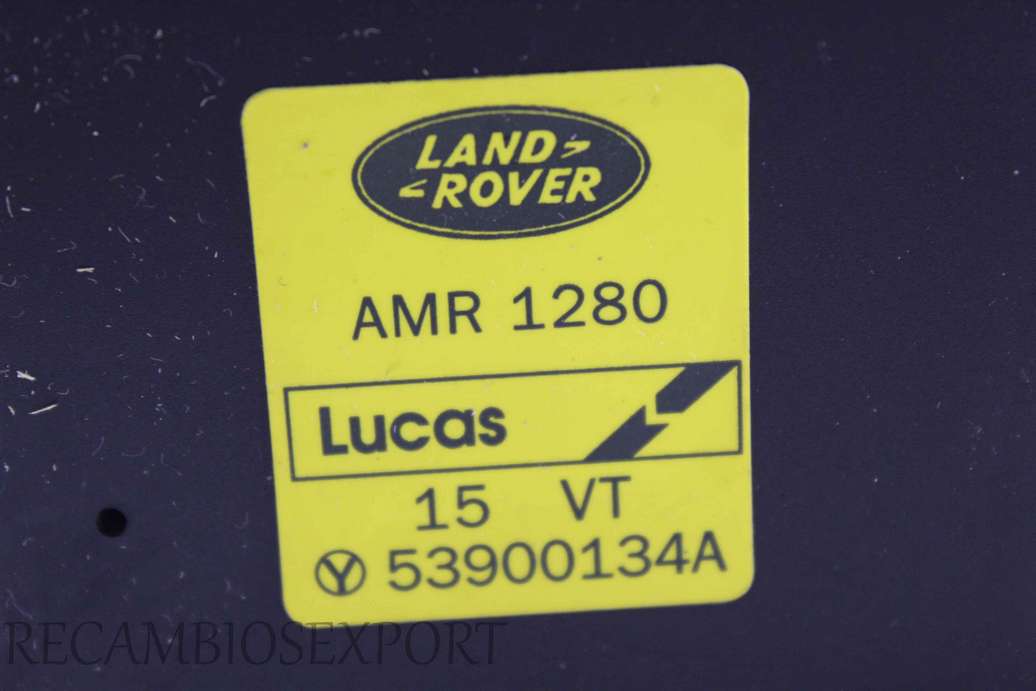 LAND
ROVER
AMR 1280
Lucas
15 VT
Y 53900134A
RECAMBIOSEXPORT